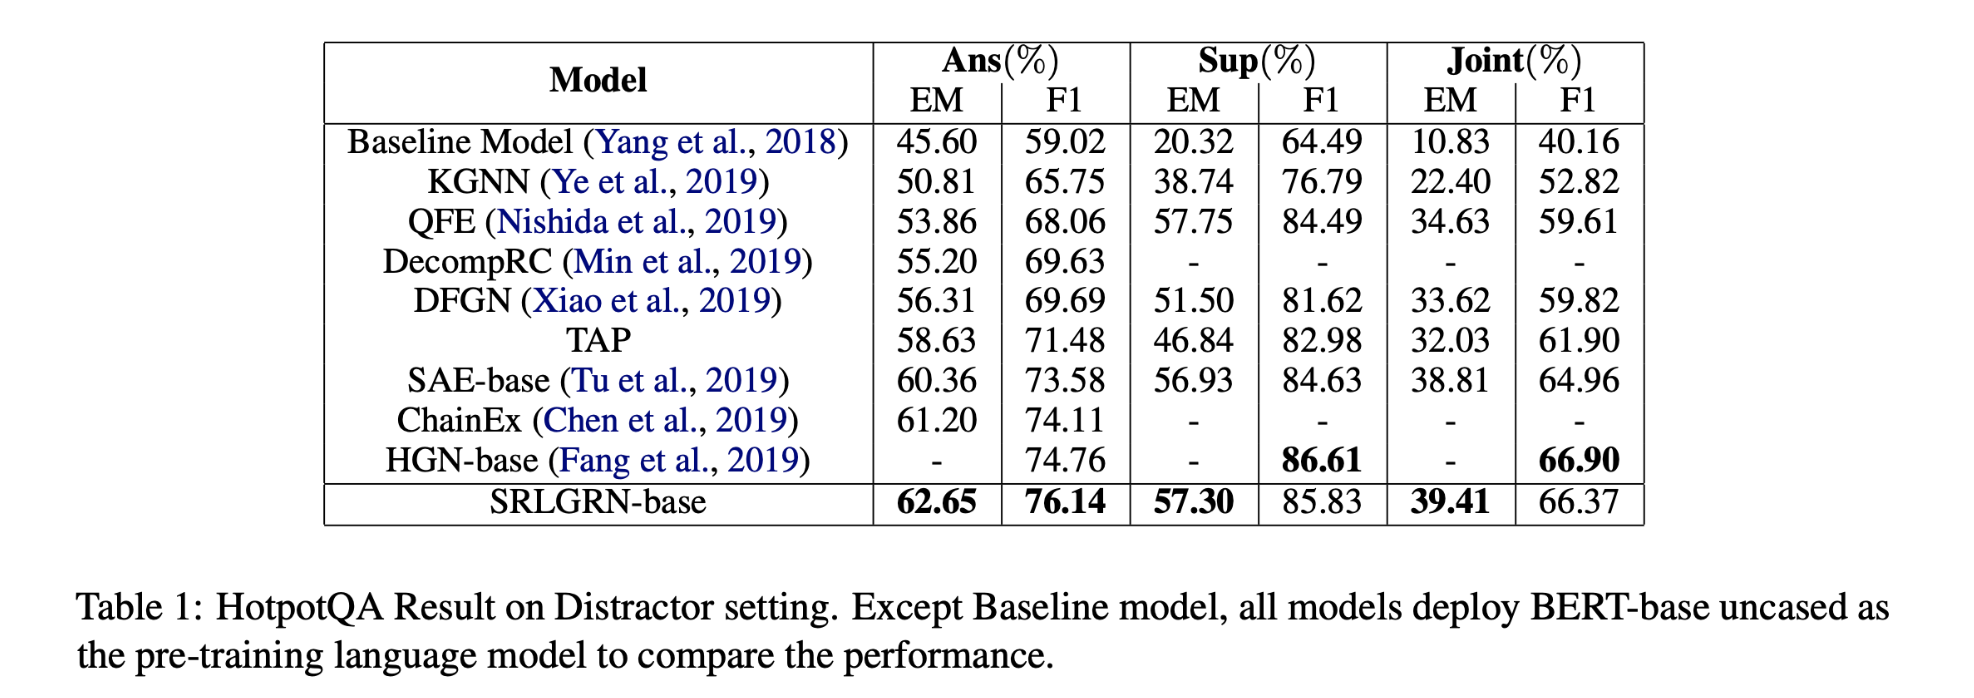 Model Ans(%) Sup(%) Joint(%)
EM F1 EM F1 EM F1
Baseline Model (Yang et al., 2018) 45.60 59.02 20.32 64.49 10.83 40.16
KGNN (Ye et al., 2019) 50.81 65.75 38.74 76.79 22.40 52.82
QFE (Nishida et al., 2019) 53.86 68.06 57.75 84.49 34.63 59.61
DecompRC (Min et al., 2019) 55.20 69.63 - - - -
DFGN (Xiao et al., 2019) 56.31 69.69 51.50 81.62 33.62 59.82
TAP 58.63 71.48 46.84 82.98 32.03 61.90
SAE-base (Tu et al., 2019) 60.36 73.58 56.93 84.63 38.81 64.96
ChainEx (Chen et al., 2019) 61.20 74.11 - - - -
HGN-base (Fang et al., 2019) - 74.76 - 86.61 - 66.90
SRLGRN-base 62.65 76.14 57.30 85.83 39.41 66.37
Table 1: HotpotQA Result on Distractor setting. Except Baseline model, all models deploy BERT-base uncased as
the pre-training language model to compare the performance.